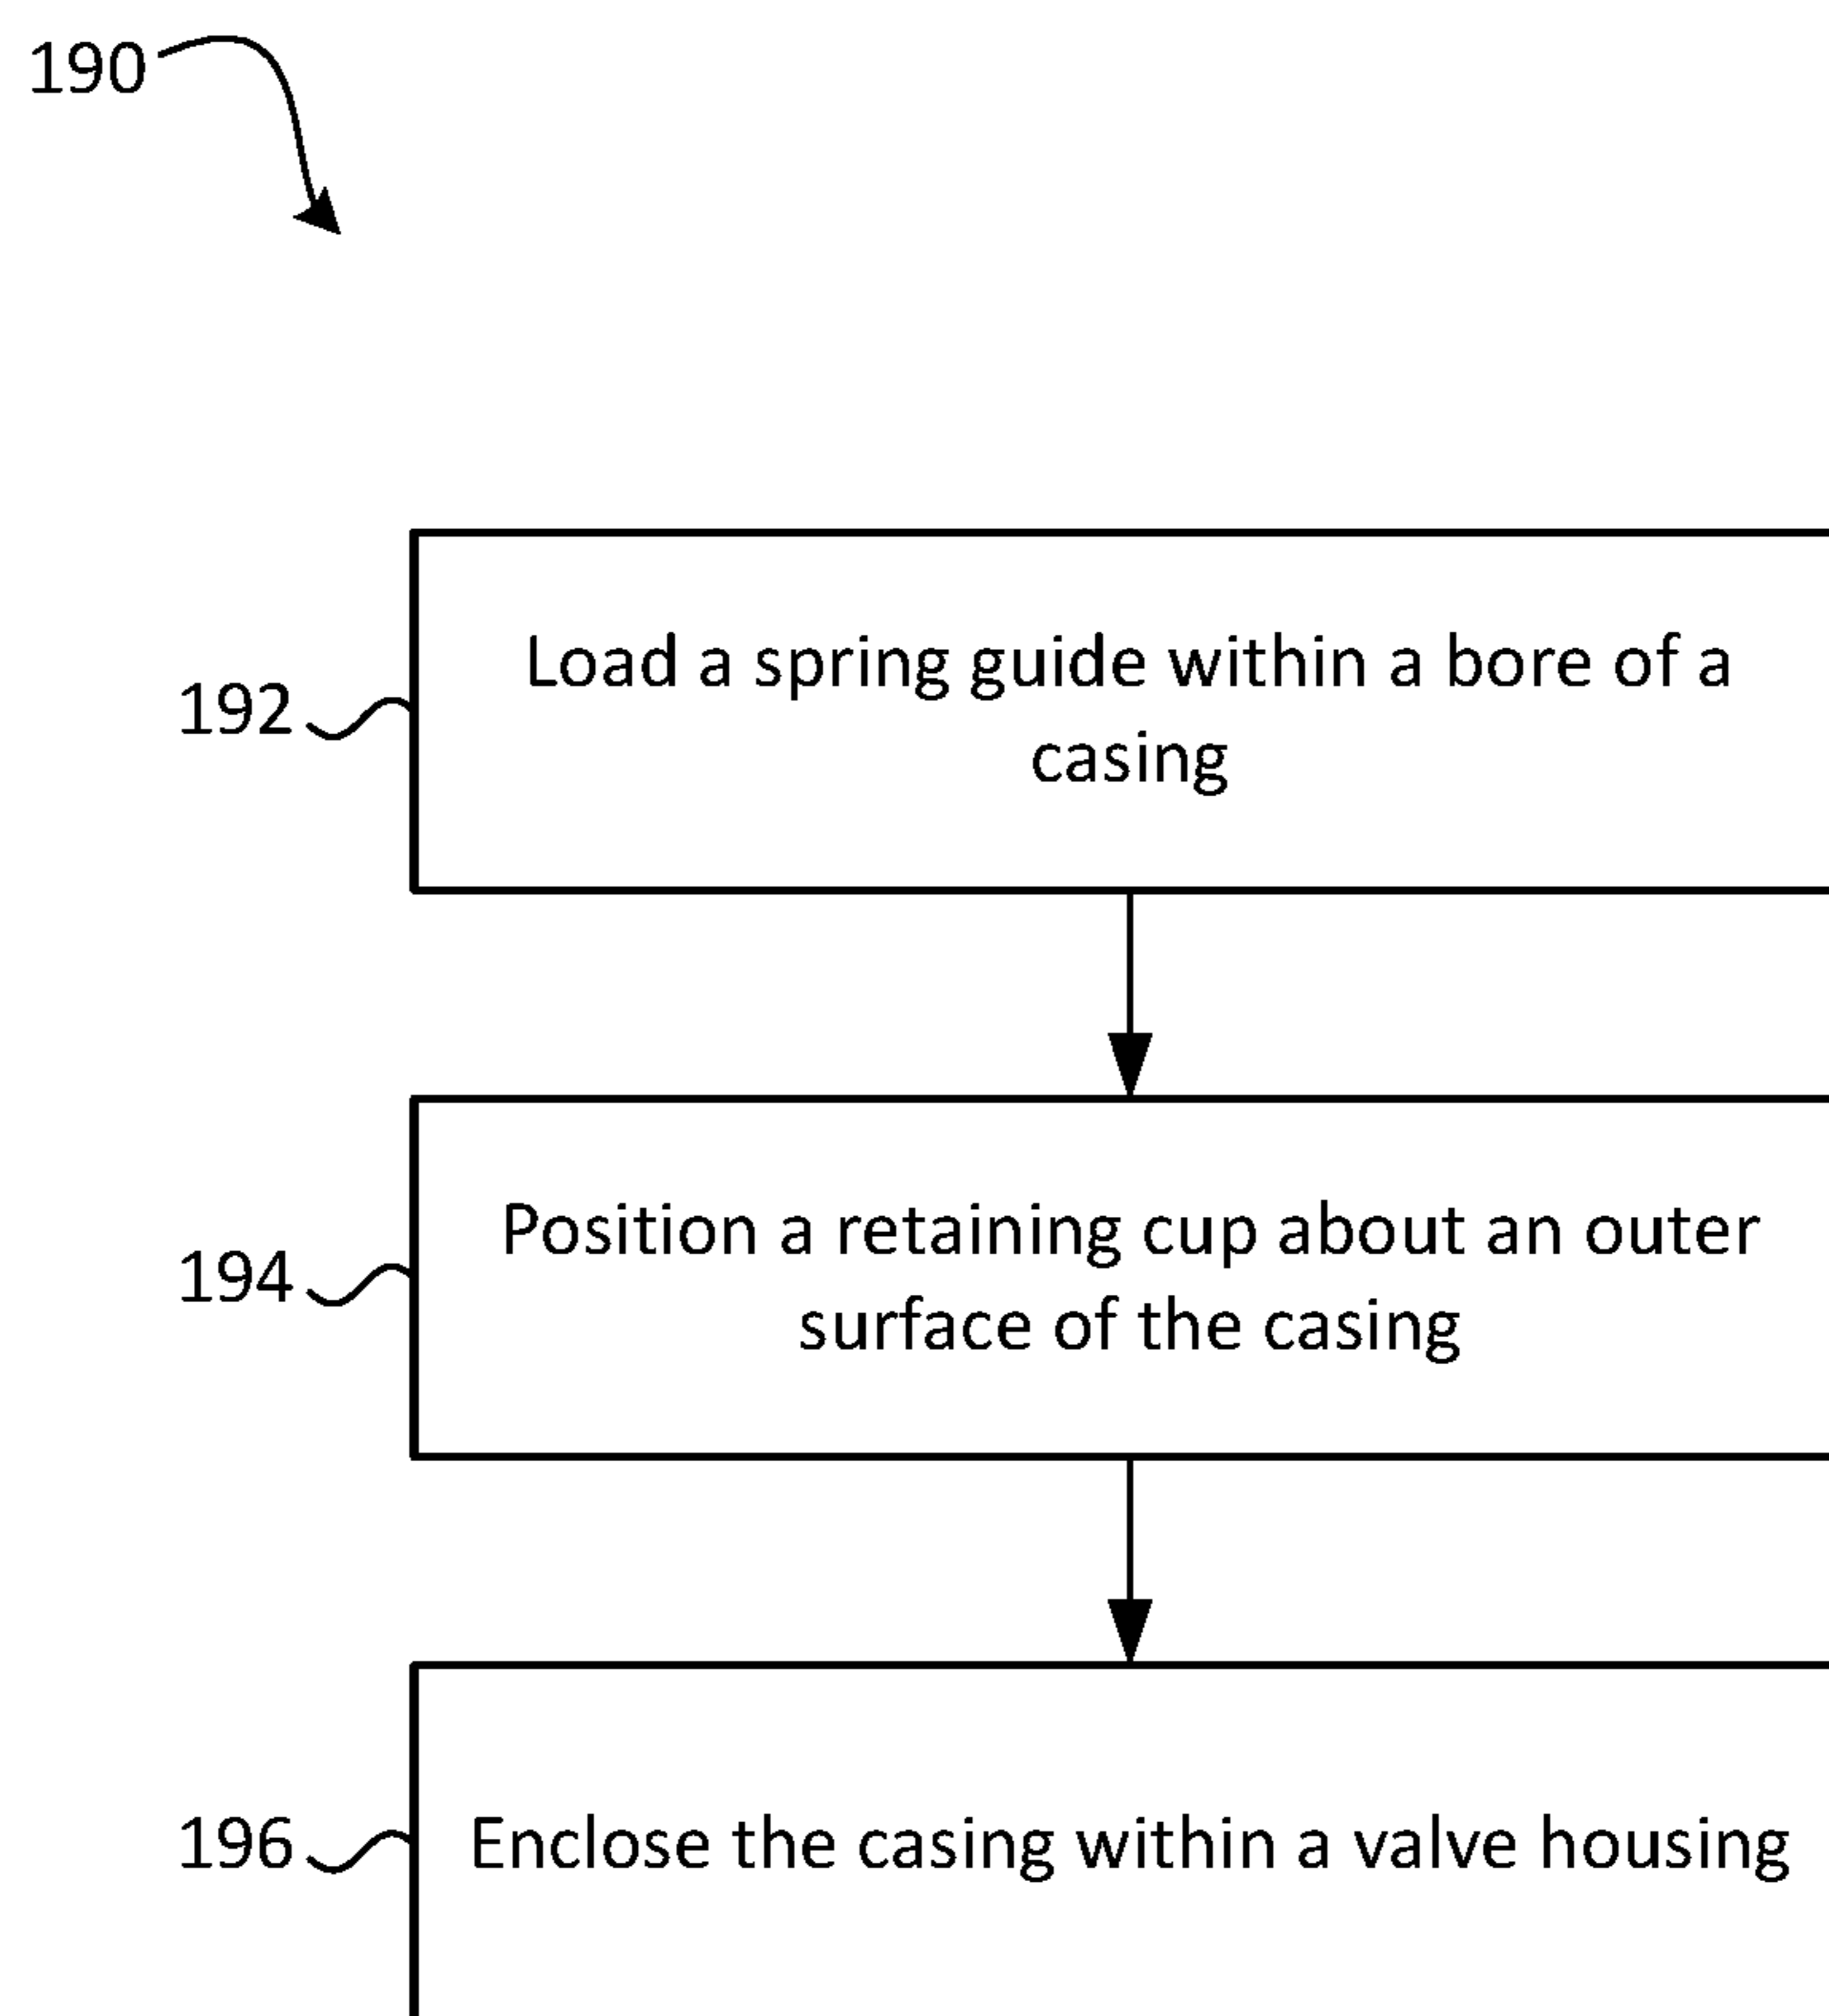 190
192
Load a spring guide within a bore of a
casing
194
Position a retaining cup about an outer
surface of the casing
196
Enclose the casing within a valve housing